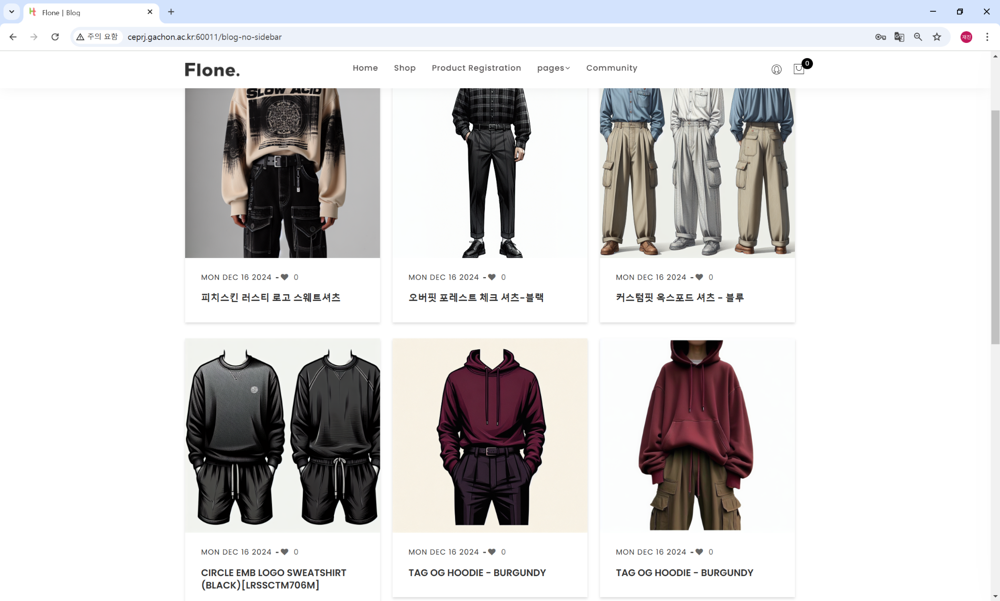 Flone | Blog
주의 요함
ceprj.gachon.ac.kr:60011/blog-no-sidebar
재진
Flone.
Home
Shop
Product Registration
pages
Community
0
SLOW ACID
MON DEC 16 2024 - 0
피치스킨 러스티 로고 스웨트셔츠
MON DEC 16 2024 - 0
오버핏 포레스트 체크 셔츠-블랙
MON DEC 16 2024 - 0
커스텀핏 옥스포드 셔츠 - 블루
MON DEC 16 2024 - 0
CIRCLE EMB LOGO SWEATSHIRT
(BLACK)[LRSSCTM706M]
MON DEC 16 2024 - 0
TAG OG HOODIE - BURGUNDY
MON DEC 16 2024 - 0
TAG OG HOODIE - BURGUNDY